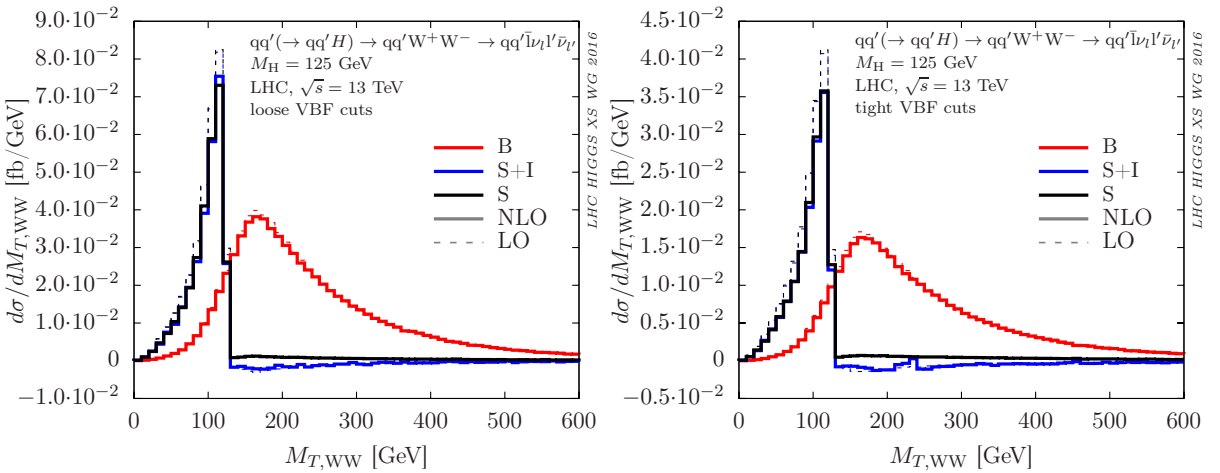 9.0·10⁻²
8.0·10⁻²
7.0·10⁻²
6.0·10⁻²
5.0·10⁻²
4.0·10⁻²
3.0·10⁻²
2.0·10⁻²
1.0·10⁻²
0
−1.0·10⁻²
dσ/dM_{T,WW} [fb/GeV]
qq′(→ qq′H) → qq′W⁺W⁻ → qq′l̄ν_l l′ν̄_{l′}
M_H = 125 GeV
LHC, √s = 13 TeV
loose VBF cuts
B
S+I
S
NLO
LO
0 100 200 300 400 500 600
M_{T,WW} [GeV]
LHC HIGGS XS WG 2016
4.5·10⁻²
4.0·10⁻²
3.5·10⁻²
3.0·10⁻²
2.5·10⁻²
2.0·10⁻²
1.5·10⁻²
1.0·10⁻²
0.5·10⁻²
0
−0.5·10⁻²
dσ/dM_{T,WW} [fb/GeV]
qq′(→ qq′H) → qq′W⁺W⁻ → qq′l̄ν_l l′ν̄_{l′}
M_H = 125 GeV
LHC, √s = 13 TeV
tight VBF cuts
B
S+I
S
NLO
LO
0 100 200 300 400 500 600
M_{T,WW} [GeV]
LHC HIGGS XS WG 2016